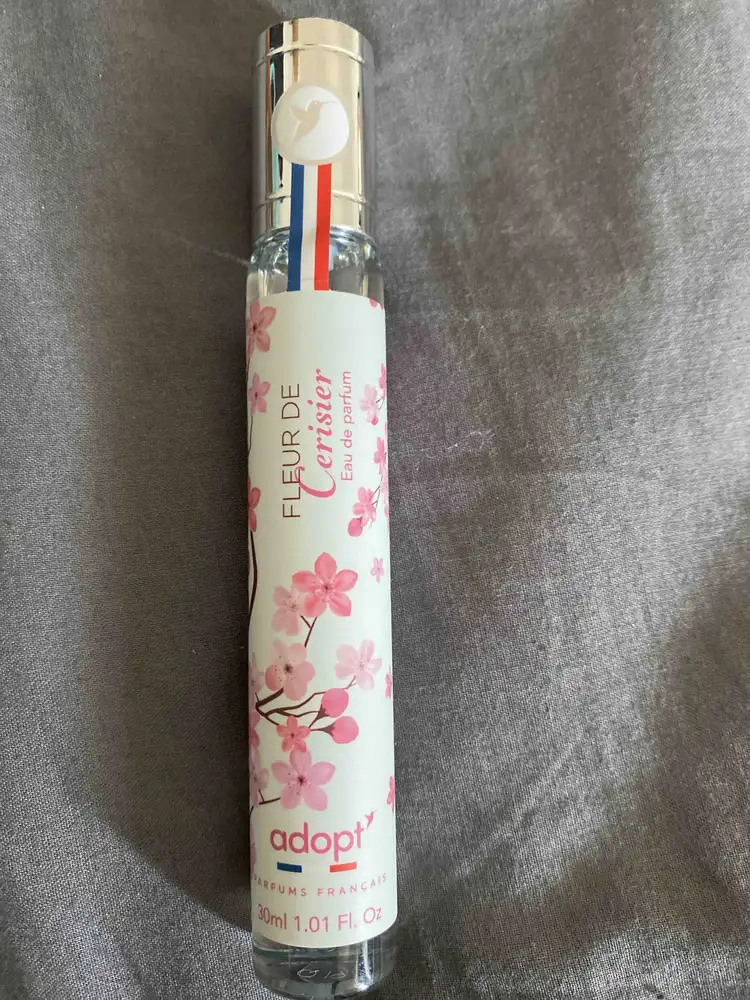 FLEUR DE
Cerisier
Eau de parfum
adopt'
PARFUMS FRANÇAIS
30ml 1.01 Fl. Oz